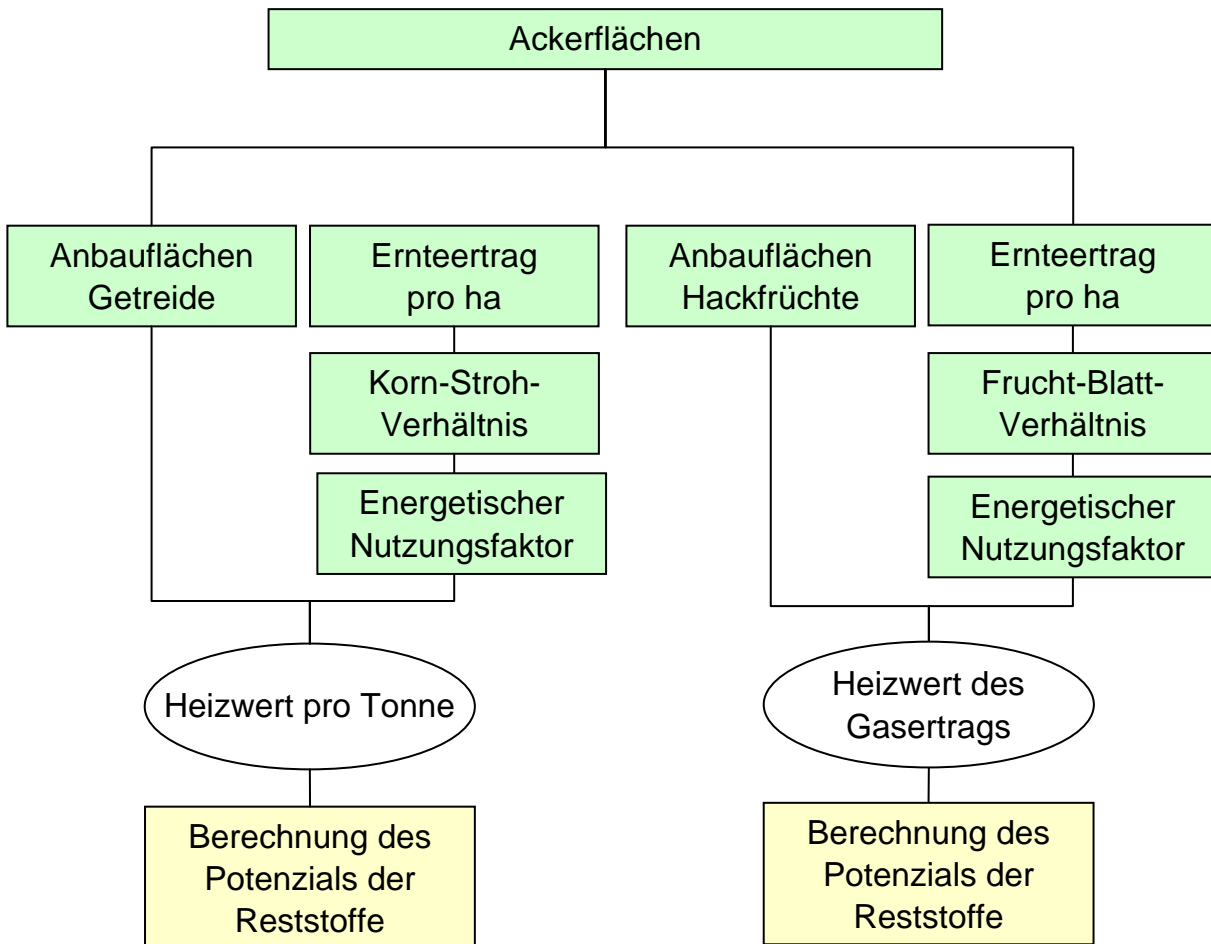 Ackerflächen
Anbauflächen
Getreide
Ernteertrag
pro ha
Anbauflächen
Hackfrüchte
Ernteertrag
pro ha
Korn-Stroh-
Verhältnis
Frucht-Blatt-
Verhältnis
Energetischer
Nutzungsfaktor
Energetischer
Nutzungsfaktor
Heizwert pro Tonne
Heizwert des
Gasertrags
Berechnung des
Potenzials der
Reststoffe
Berechnung des
Potenzials der
Reststoffe